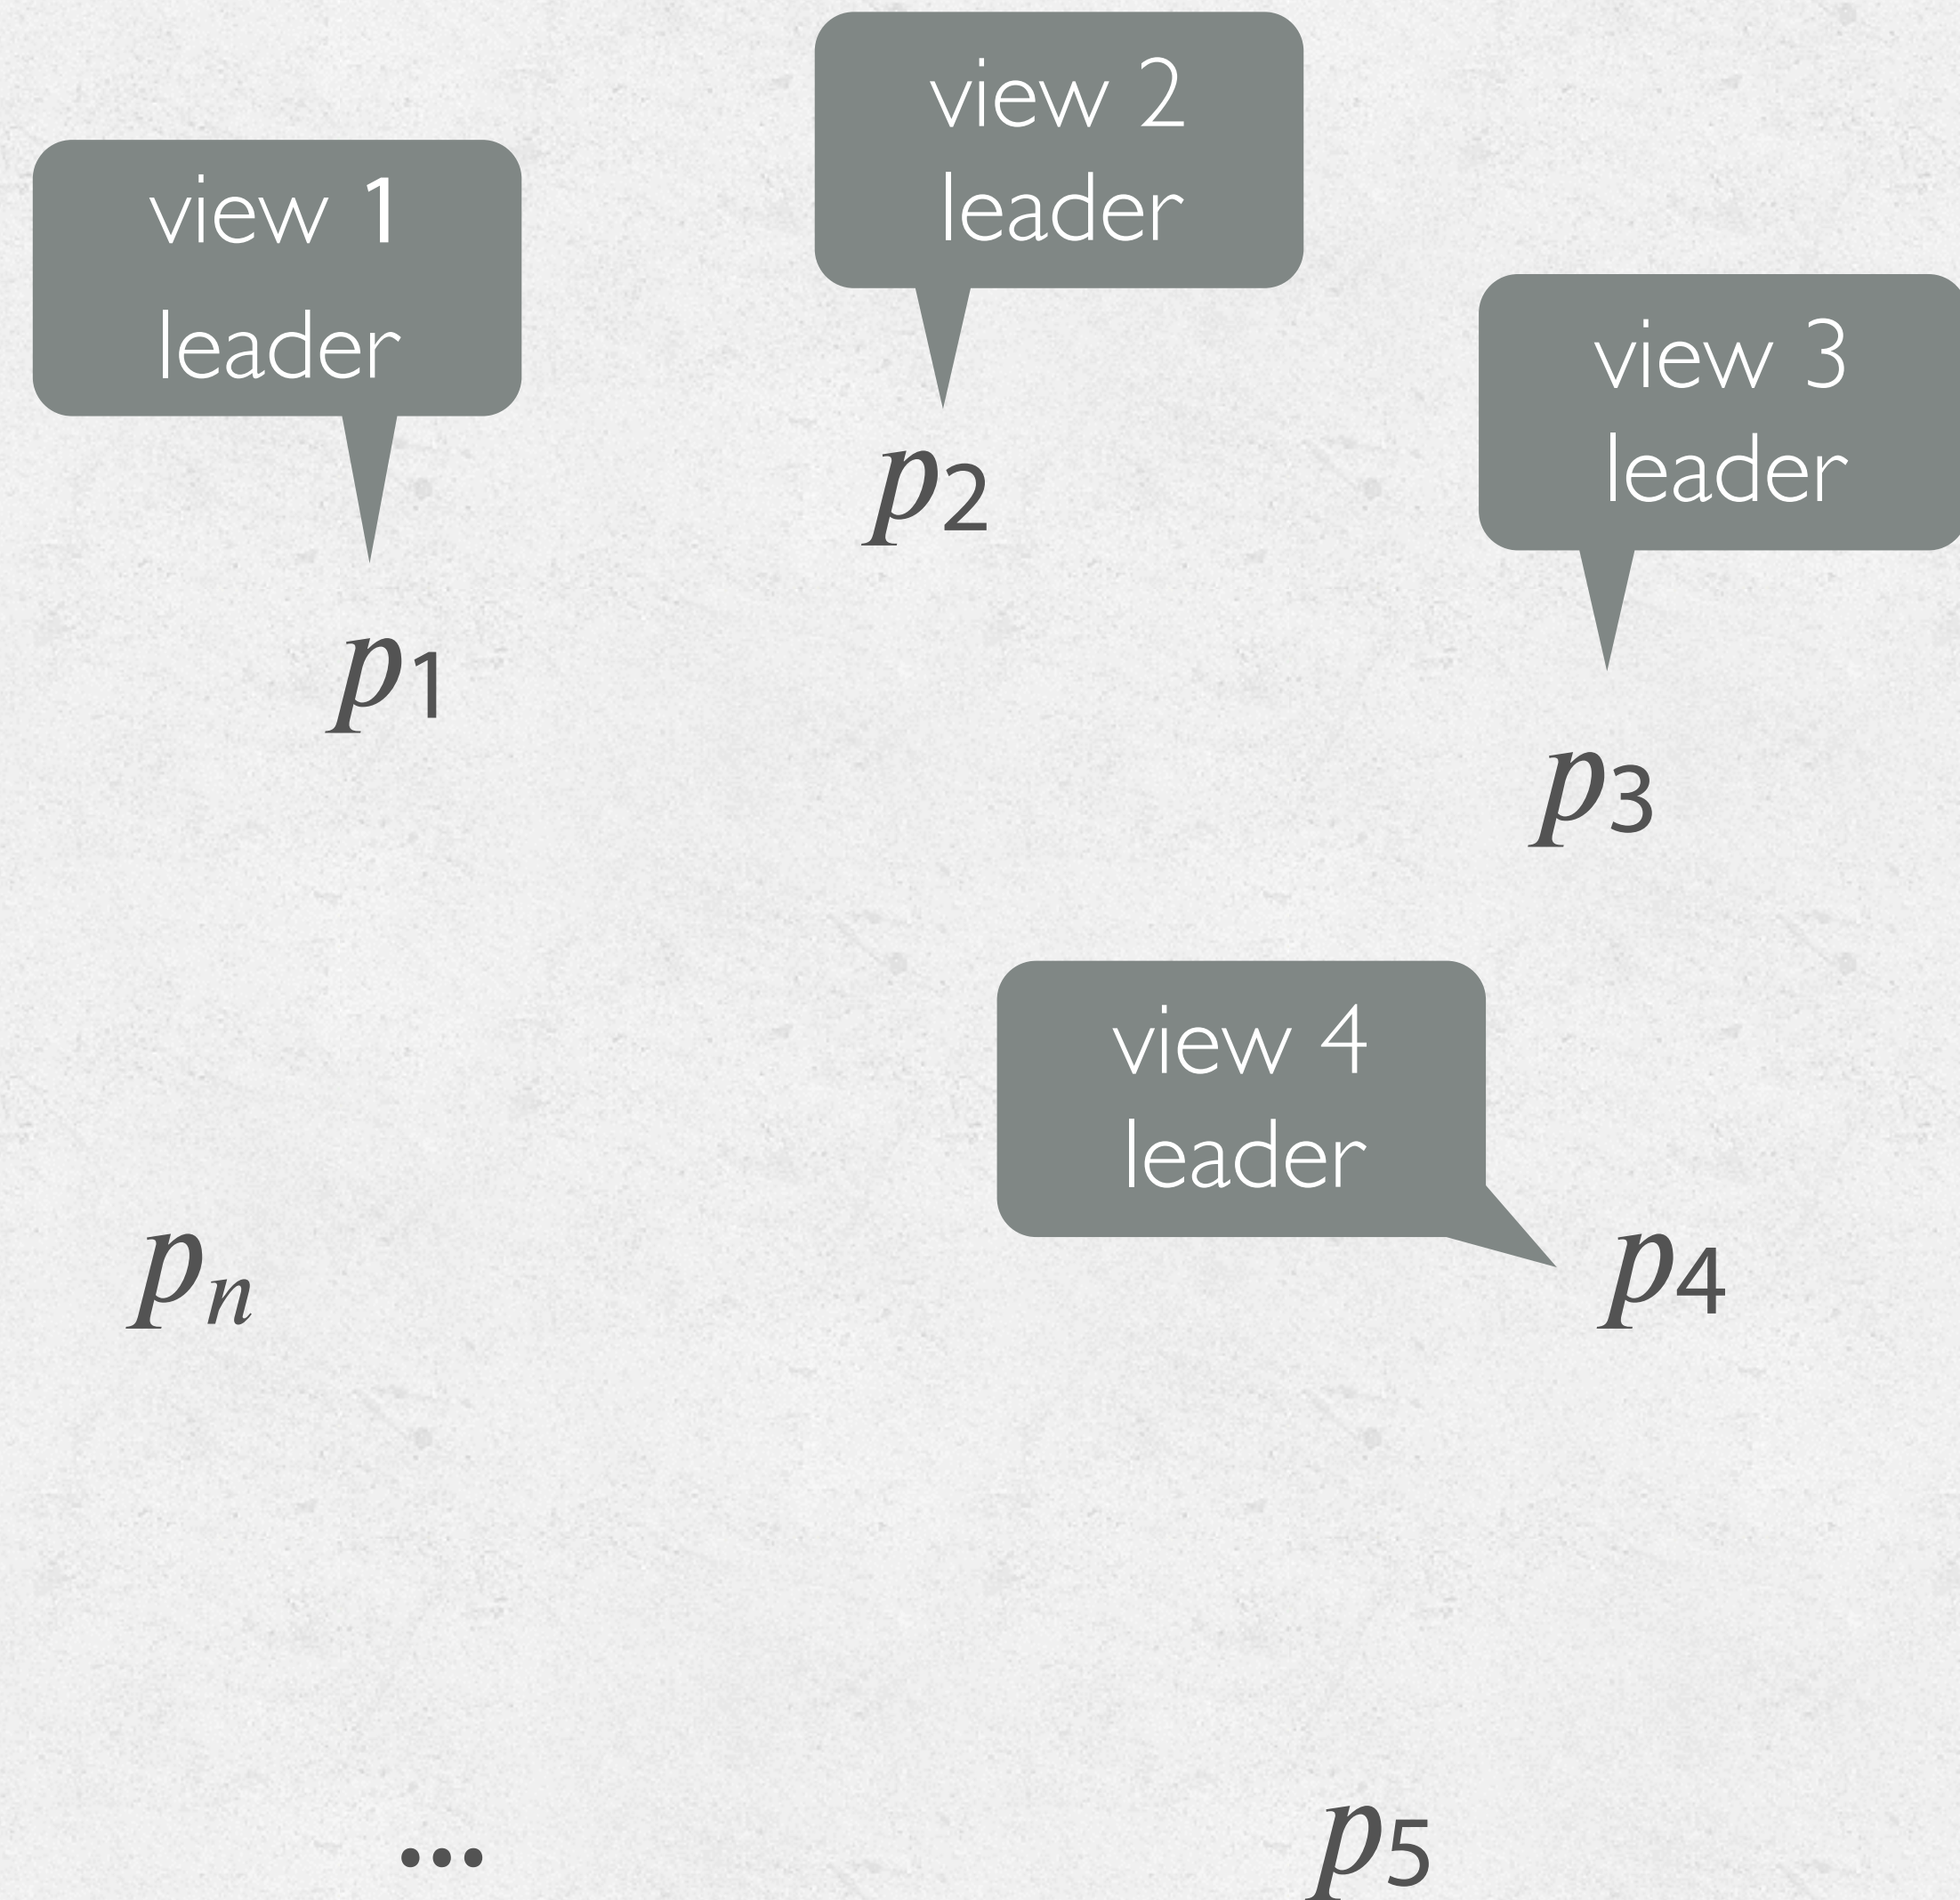 view 1
leader
view 2
leader
view 3
leader
p1
p2
p3
view 4
leader
p4
pn
...
p5